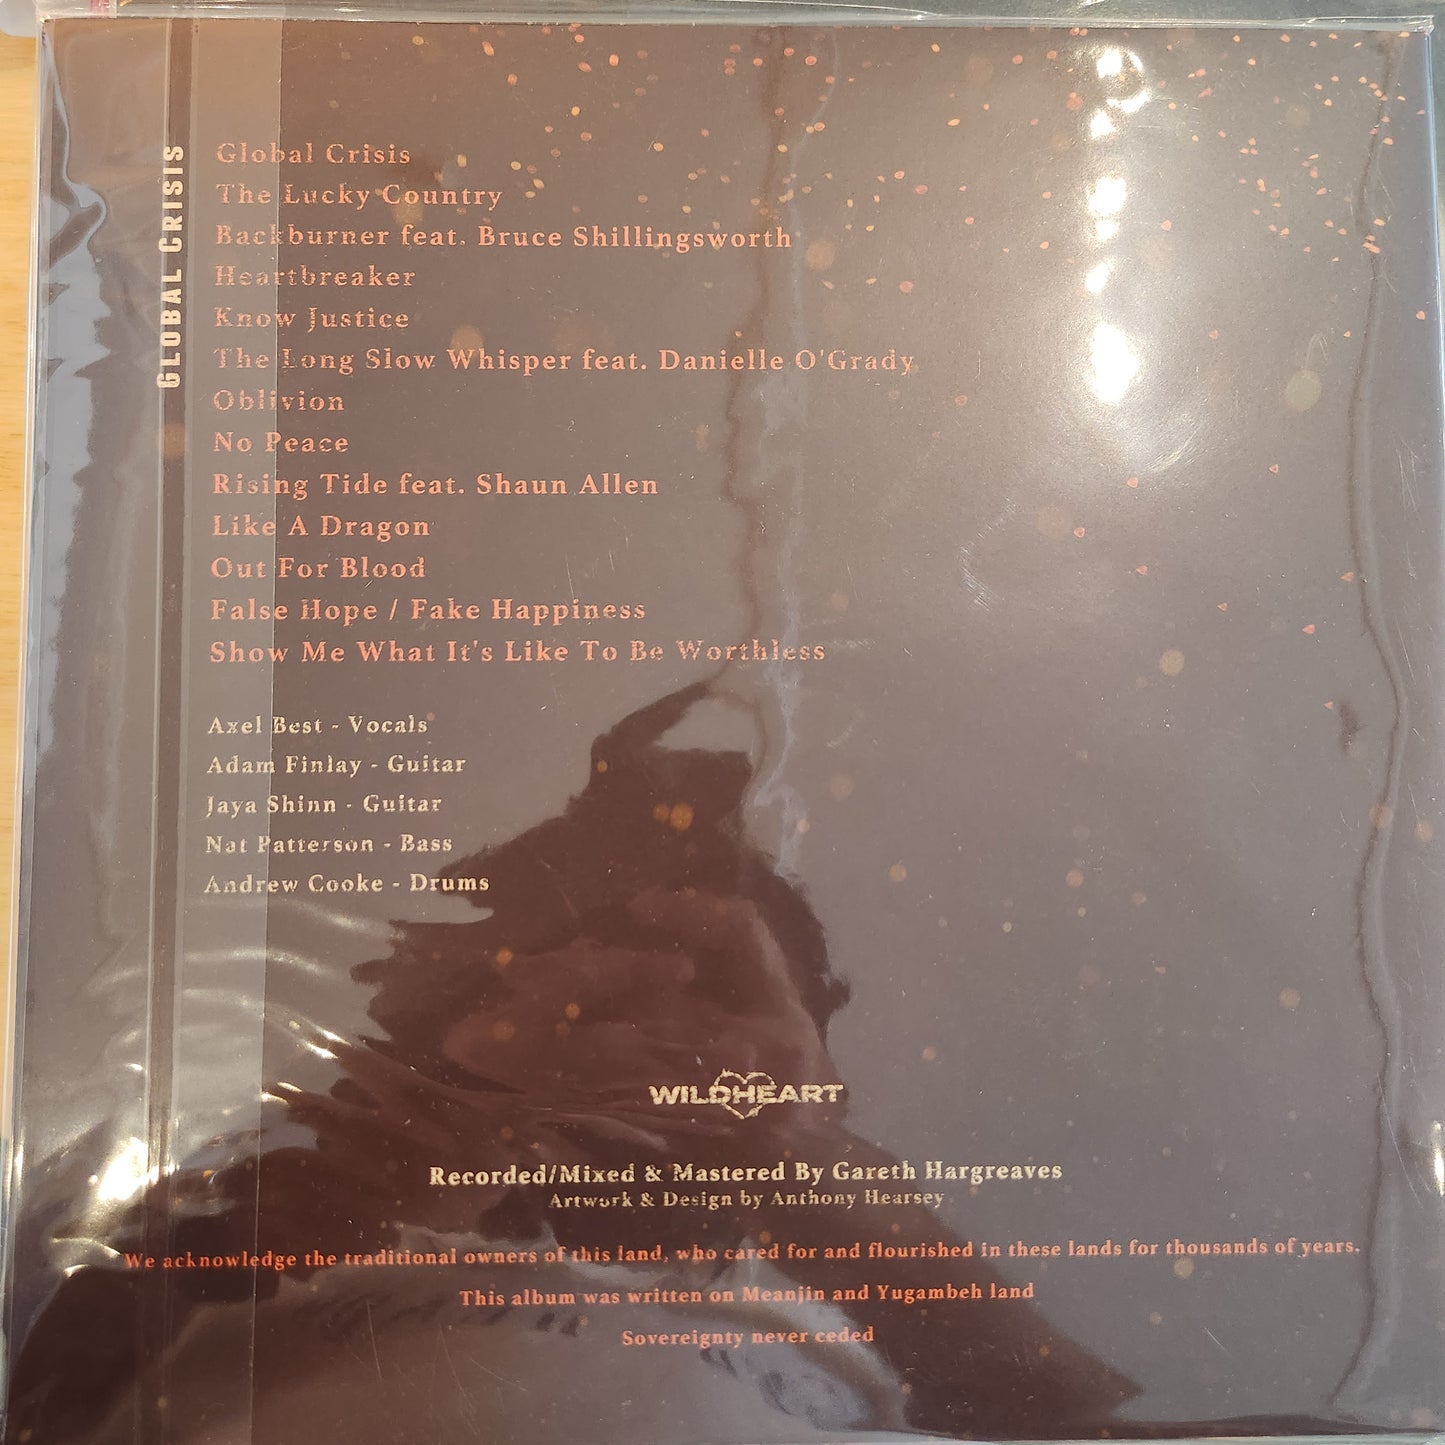 GLOBAL CRISIS
Global Crisis
The Lucky Country
Backburner feat. Bruce Shillingsworth
Heartbreaker
Know Justice
The Long Slow Whisper feat. Danielle O'Grady
Oblivion
No Peace
Rising Tide feat. Shaun Allen
Like A Dragon
Out For Blood
False Hope / Fake Happiness
Show Me What It's Like To Be Worthless
Axel Best - Vocals
Adam Finlay - Guitar
Jaya Shinn - Guitar
Nat Patterson - Bass
Andrew Cooke - Drums
WILDHEART
Recorded/Mixed & Mastered By Gareth Hargreaves
Artwork & Design by Anthony Hearsey
We acknowledge the traditional owners of this land, who cared for and flourished in these lands for thousands of years.
This album was written on Meanjin and Yugambeh land
Sovereignty never ceded